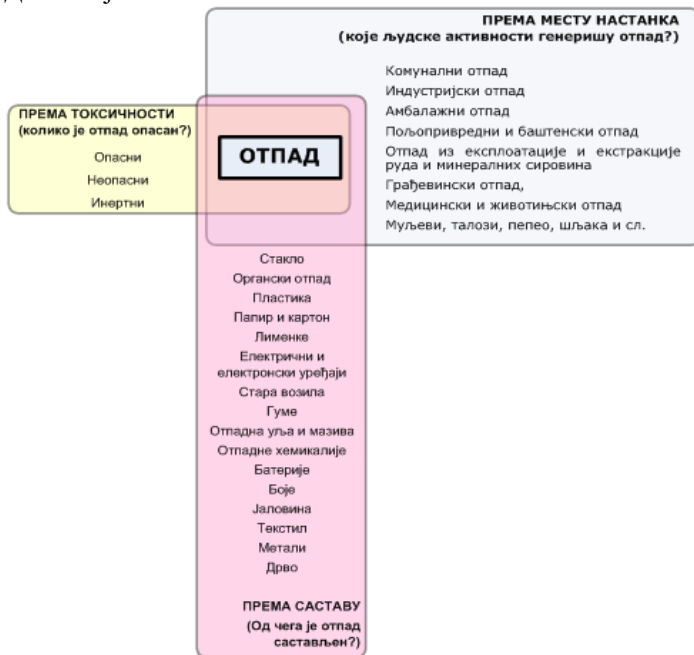 ПРЕМА МЕСТУ НАСТАНКА
(које људске активности генеришу отпад?)
Комунални отпад
Индустријски отпад
Амбалажни отпад
Пољопривредни и баштенски отпад
Отпад из експлоатације и екстракције
руда и минералних сировина
Грађевински отпад,
Медицински и животињски отпад
Муљеви, талози, пепео, шљака и сл.
ПРЕМА ТОКСИЧНОСТИ
(колико је отпад опасан?)
Опасни
Неопасни
Инертни
ОТПАД
Стакло
Органски отпад
Пластика
Папир и картон
Лименке
Електрични и
електронски уређаји
Стара возила
Гуме
Отпадна уља и мазива
Отпадне хемикалије
Батерије
Боје
Јаловина
Текстил
Метали
Дрво
ПРЕМА САСТАВУ
(Од чега је отпад
састављен?)